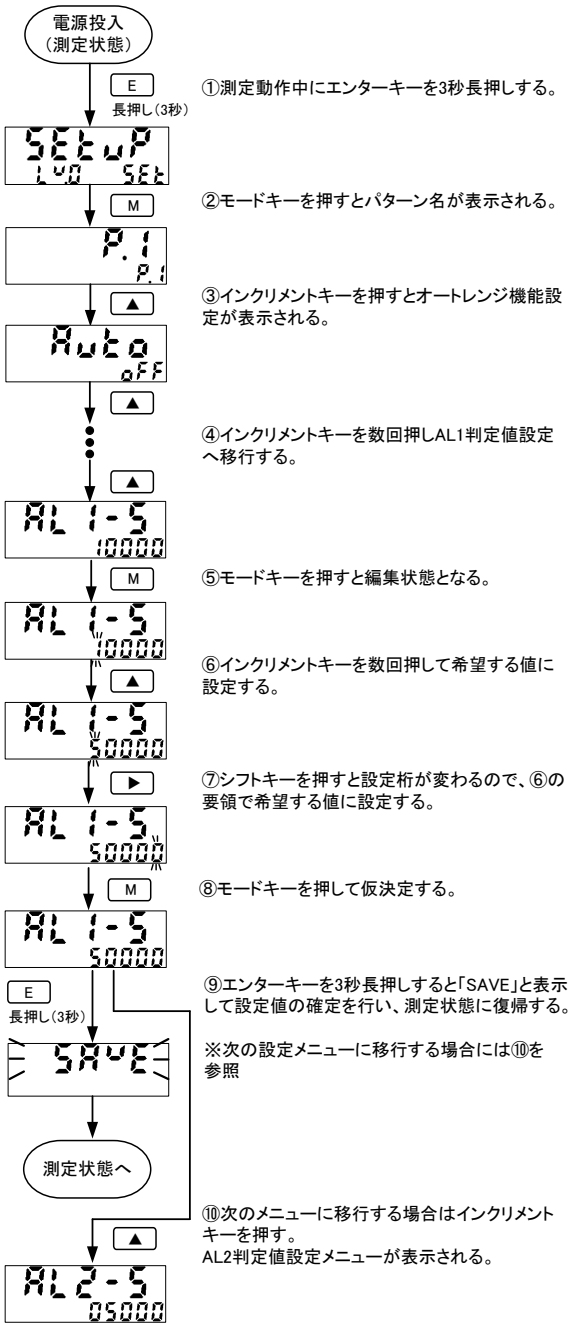 電源投入
(測定状態)
E
長押し(3秒)
①測定動作中にエンターキーを3秒長押しする。
SEtuP
Lv.0 SEt
M
②モードキーを押すとパターン名が表示される。
P.1
P.1
▲
③インクリメントキーを押すとオートレンジ機能設
定が表示される。
Auto
oFF
▲
④インクリメントキーを数回押しAL1判定値設定
へ移行する。
▲
AL1-S
10000
M
⑤モードキーを押すと編集状態となる。
AL1-S
10000
⑥インクリメントキーを数回押して希望する値に
設定する。
▲
AL1-S
50000
▶
⑦シフトキーを押すと設定桁が変わるので、⑥の
要領で希望する値に設定する。
AL1-S
50000
M
⑧モードキーを押して仮決定する。
AL1-S
50000
E
長押し(3秒)
⑨エンターキーを3秒長押しすると「SAVE」と表示
して設定値の確定を行い、測定状態に復帰する。
※次の設定メニューに移行する場合には⑩を
参照
SAvE
測定状態へ
⑩次のメニューに移行する場合はインクリメント
キーを押す。
AL2判定値設定メニューが表示される。
▲
AL2-S
05000